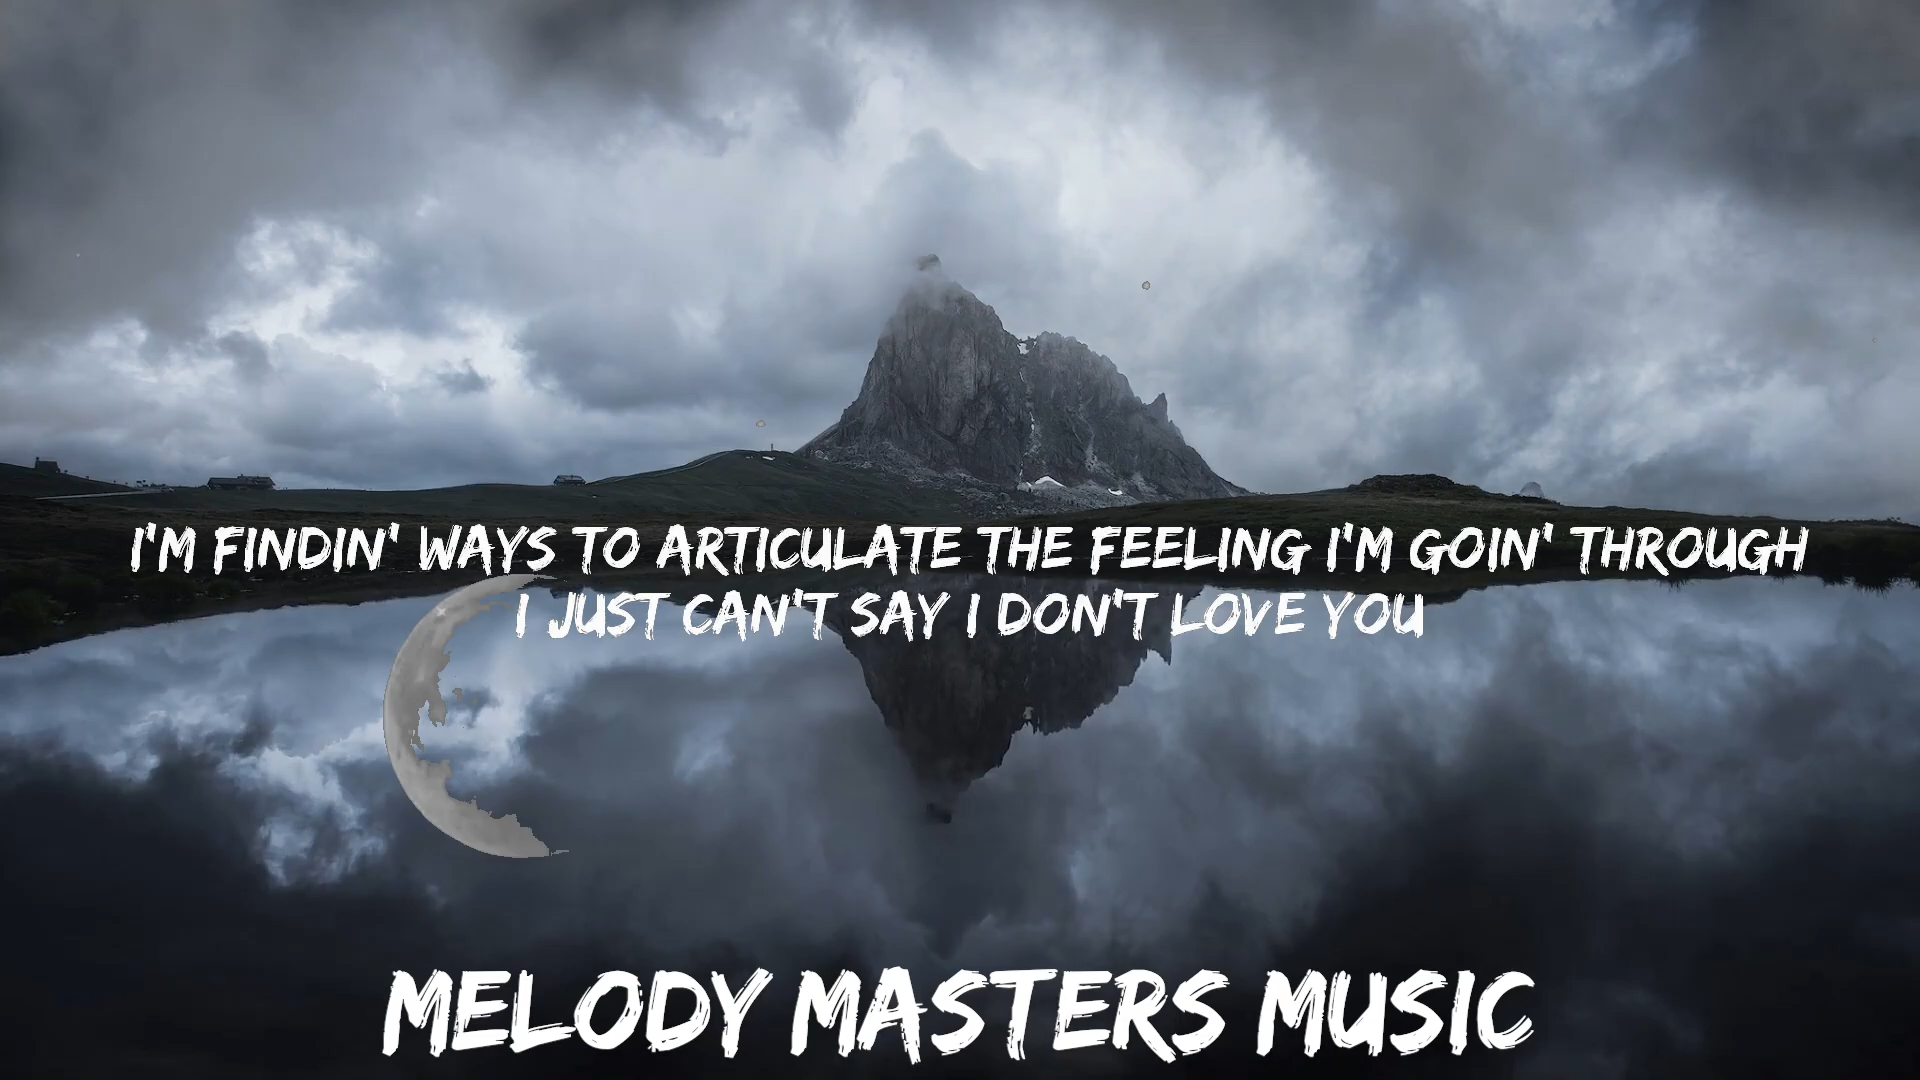 I'M FINDIN' WAYS TO ARTICULATE THE FEELING I'M GOIN' THROUGH
I JUST CAN'T SAY I DON'T LOVE YOU
MELODY MASTERS MUSIC